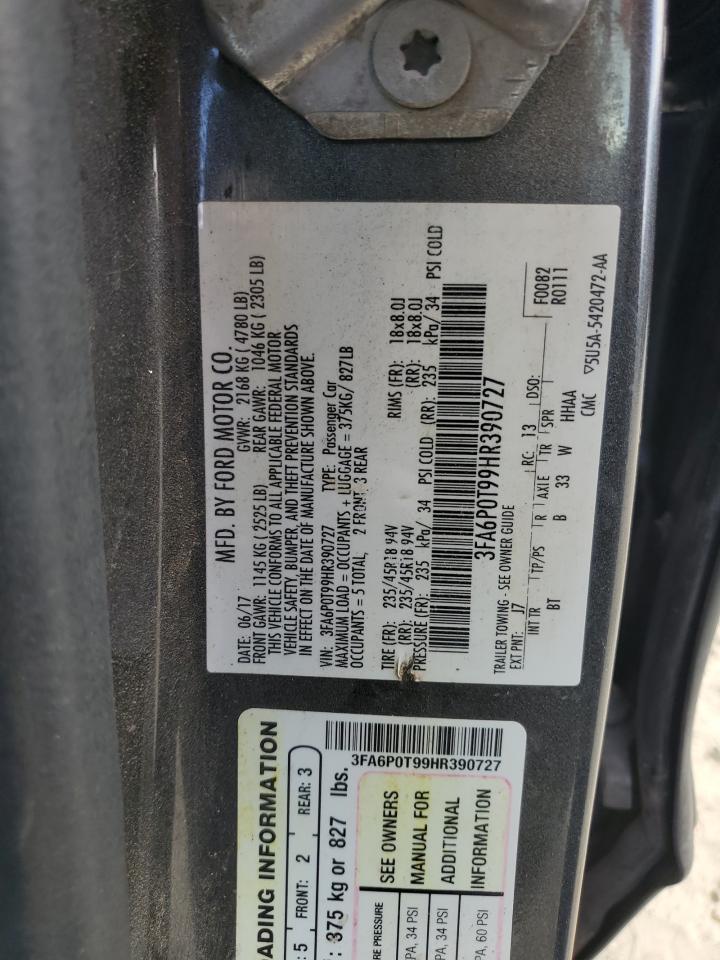 MFD. BY FORD MOTOR CO.
DATE: 06/17 GVWR: 2168 KG ( 4780 LB)
FRONT GAWR: 1145 KG ( 2525 LB) REAR GAWR: 1046 KG ( 2305 LB)
THIS VEHICLE CONFORMS TO ALL APPLICABLE FEDERAL MOTOR
VEHICLE SAFETY, BUMPER, AND THEFT PREVENTION STANDARDS
IN EFFECT ON THE DATE OF MANUFACTURE SHOWN ABOVE.
VIN: 3FA6P0T99HR390727 TYPE: Passenger Car
MAXIMUM LOAD = OCCUPANTS + LUGGAGE = 375KG/ 827LB
OCCUPANTS = 5 TOTAL, 2 FRONT, 3 REAR
TIRE (FR): 235/45R18 94V RIMS (FR): 18x8.0J
(RR): 235/45R18 94V (RR): 18x8.0J
PRESSURE (FR): 235 kPa/ 34 PSI COLD (RR): 235 kPa/ 34 PSI COLD
3FA6P0T99HR390727
TRAILER TOWING - SEE OWNER GUIDE
EXT PNT: J7 RC: 13 DSO: F0082
R0111
INT TR TP/PS R AXLE TR SPR
BT B 33 W HHAA
CMC ▽5U5A-5420472-AA
ADING INFORMATION
: 5 FRONT: 2 REAR: 3
: 375 kg or 827 lbs.
3FA6P0T99HR390727
RE PRESSURE SEE OWNERS
PA, 34 PSI MANUAL FOR
PA, 34 PSI ADDITIONAL
PA, 60 PSI INFORMATION